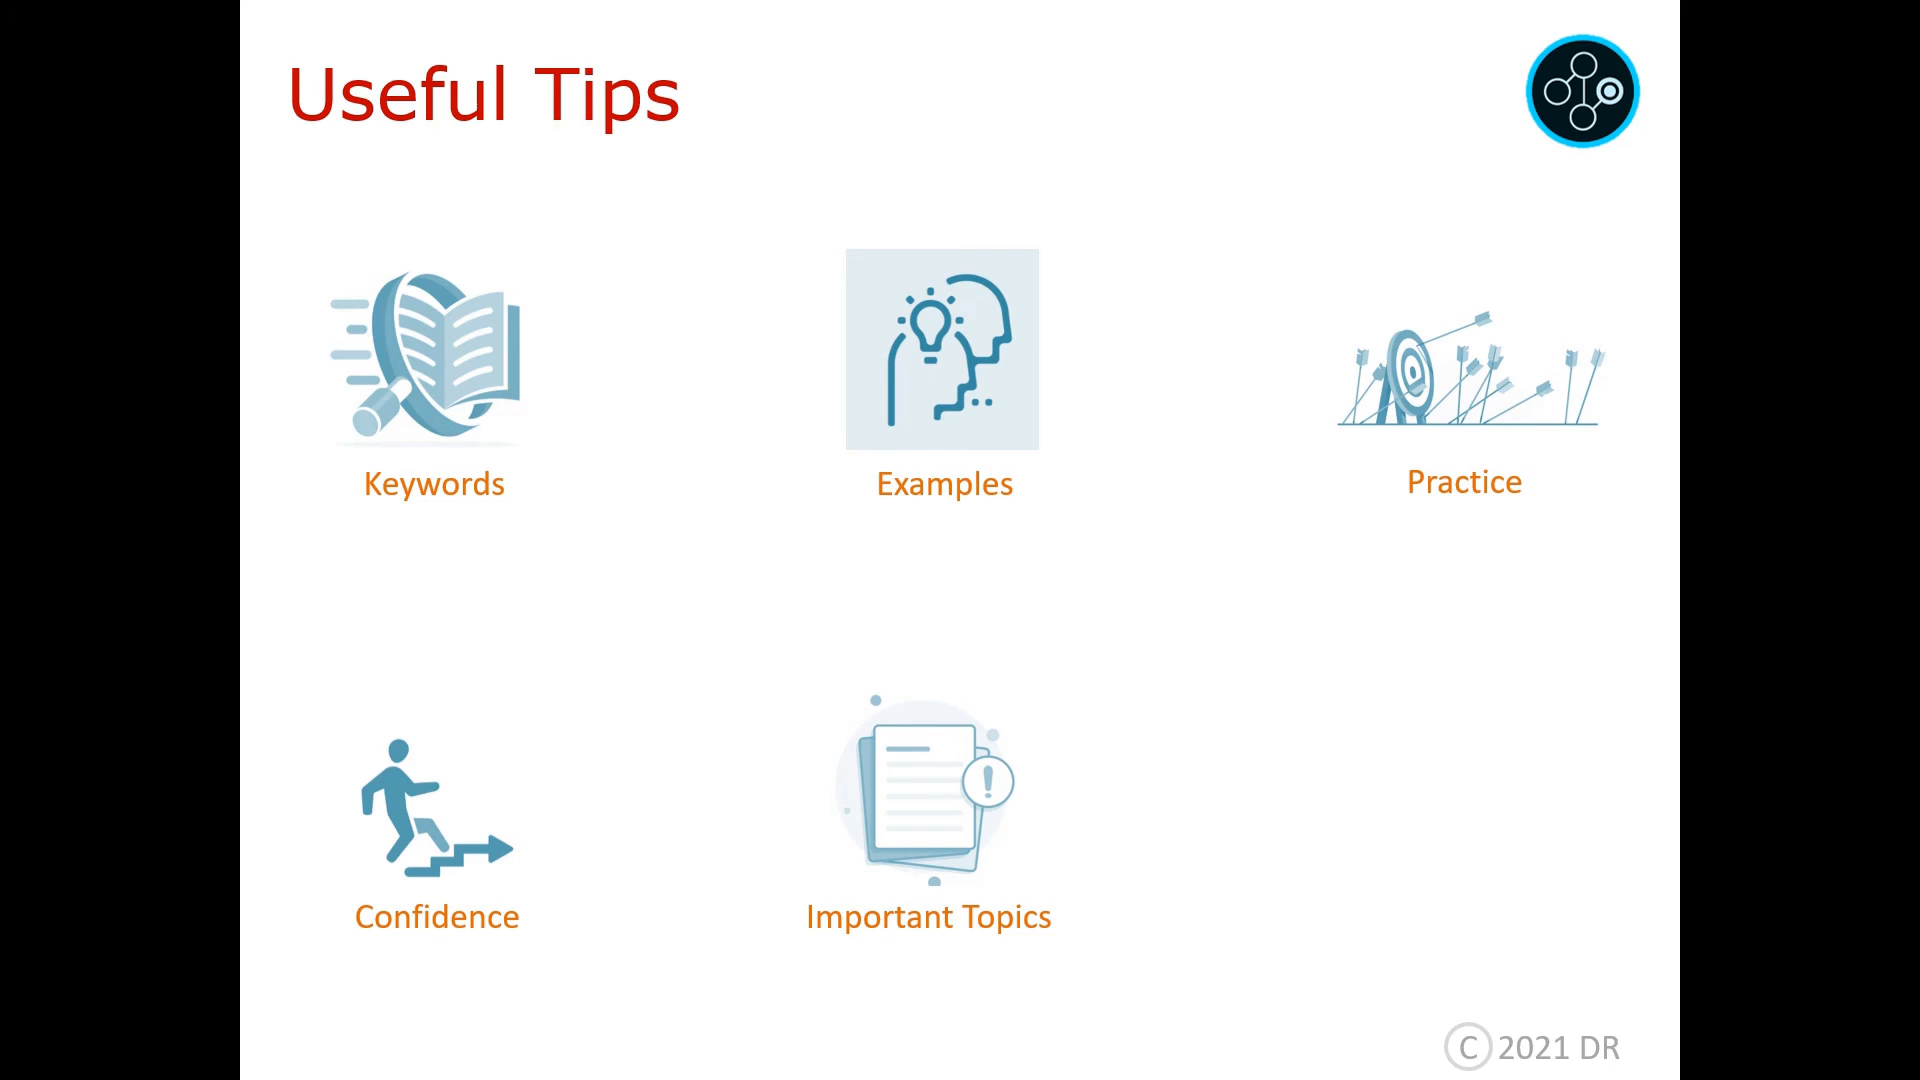 Useful Tips
Keywords
Examples
Practice
Confidence
Important Topics
© 2021 DR